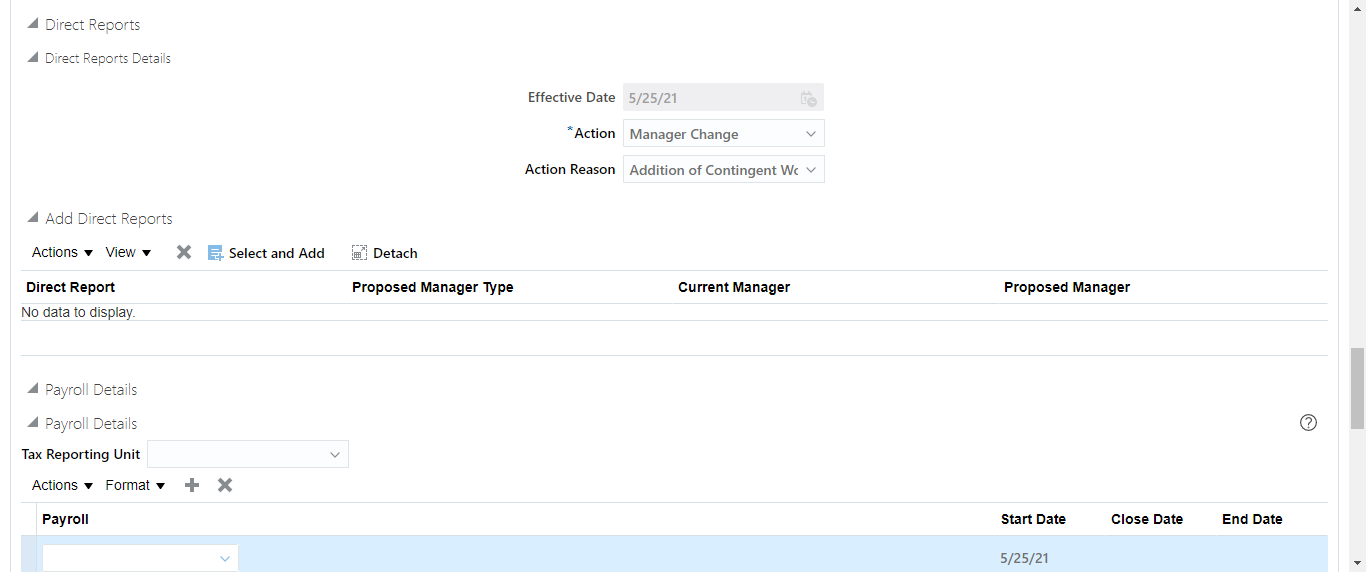 Direct Reports
Direct Reports Details
Effective Date 5/25/21
*Action Manager Change
Action Reason Addition of Contingent
Add Direct Reports
Actions View Select and Add Detach
Direct Report Proposed Manager Type Current Manager Proposed Manager
No data to display.
Payroll Details
Payroll Details
Tax Reporting Unit
Actions Format
Payroll Start Date Close Date End Date
5/25/21